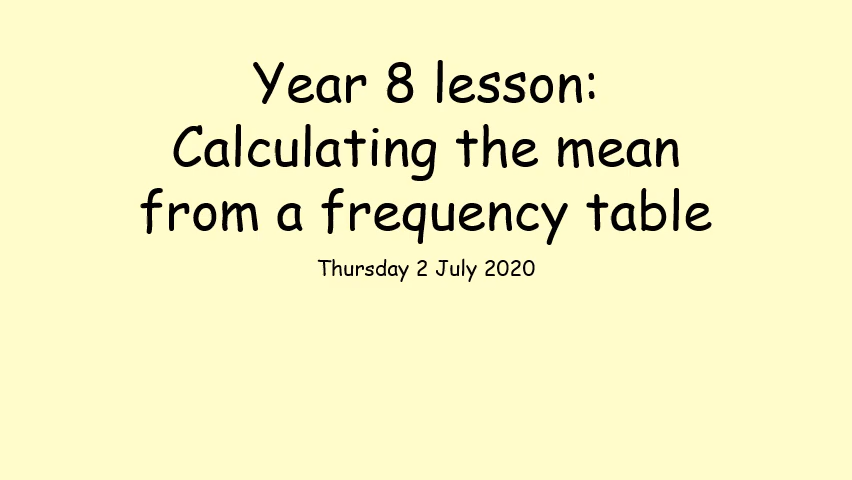 Year 8 lesson:
Calculating the mean
from a frequency table
Thursday 2 July 2020